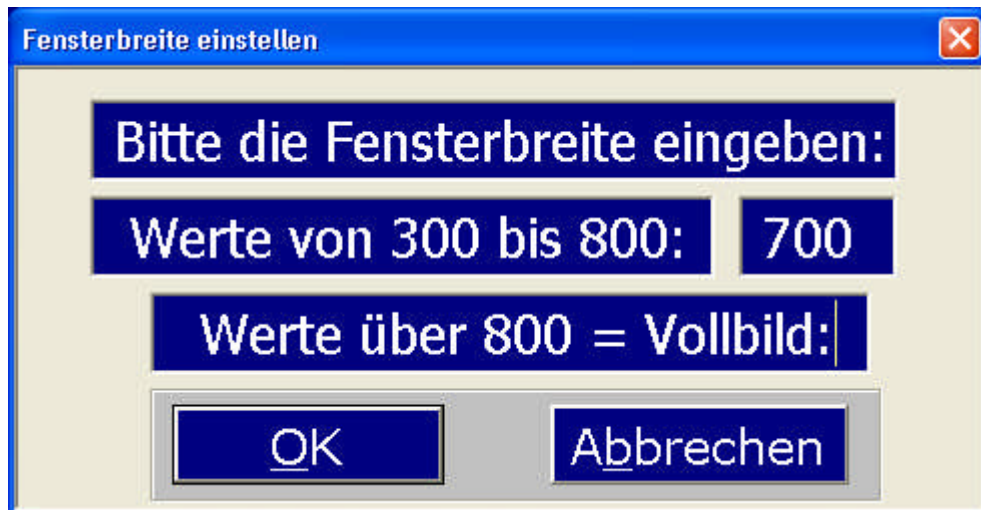 Fensterbreite einstellen
Bitte die Fensterbreite eingeben:
Werte von 300 bis 800: 700
Werte über 800 = Vollbild:
OK Abbrechen